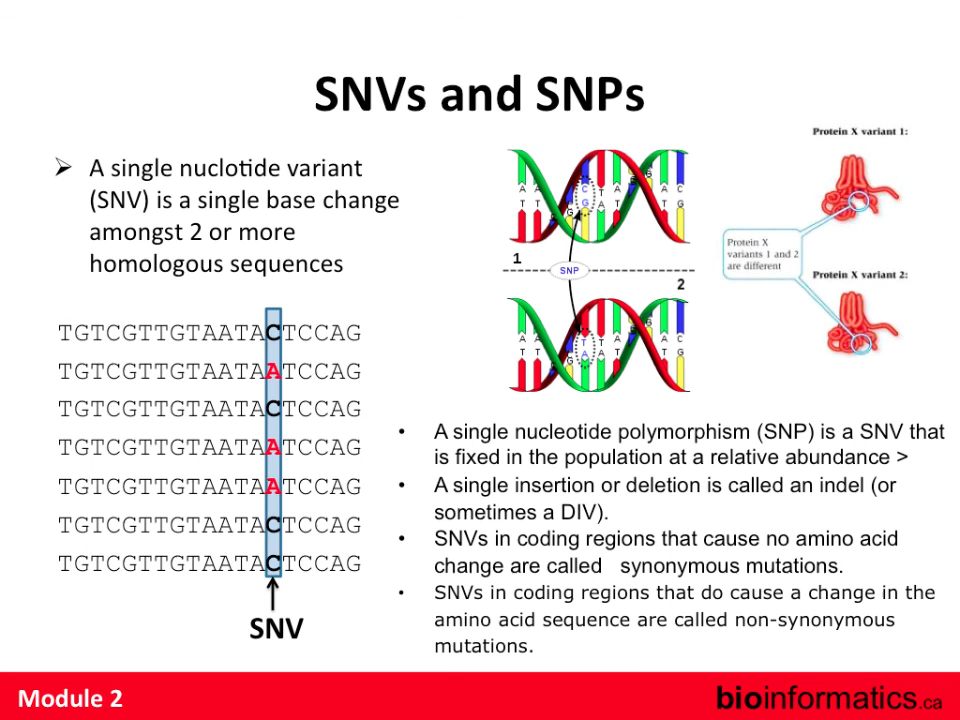 SNVs and SNPs
➢ A single nuclotide variant
(SNV) is a single base change
amongst 2 or more
homologous sequences
TGTCGTTGTAATACTCCAG
TGTCGTTGTAATAATCCAG
TGTCGTTGTAATACTCCAG
TGTCGTTGTAATAATCCAG
TGTCGTTGTAATAATCCAG
TGTCGTTGTAATACTCCAG
TGTCGTTGTAATACTCCAG
SNV
1
SNP
2
Protein X variant 1:
Protein X
variants 1 and 2
are different
Protein X variant 2:
• A single nucleotide polymorphism (SNP) is a SNV that
is fixed in the population at a relative abundance >
• A single insertion or deletion is called an indel (or
sometimes a DIV).
• SNVs in coding regions that cause no amino acid
change are called synonymous mutations.
• SNVs in coding regions that do cause a change in the
amino acid sequence are called non-synonymous
mutations.
Module 2
bioinformatics.ca